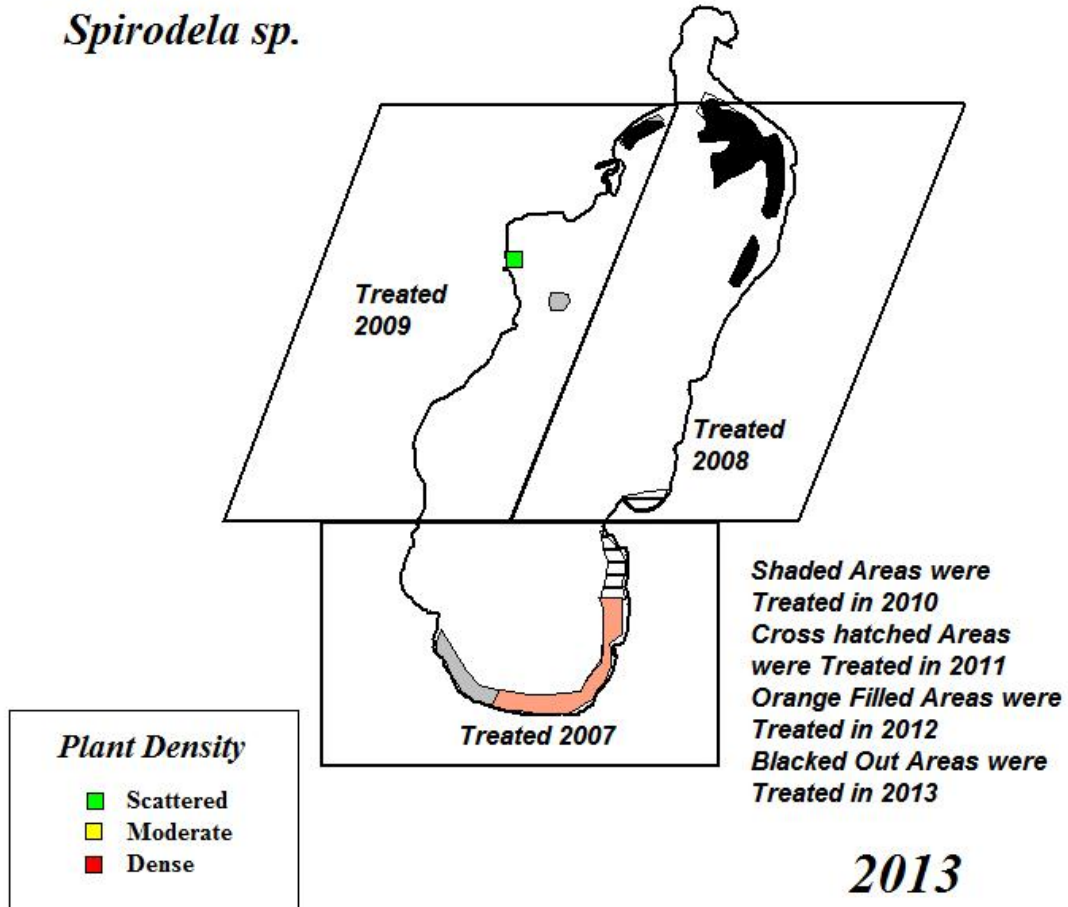 Spirodela sp.
Treated
2009
Treated
2008
Treated 2007
Shaded Areas were
Treated in 2010
Cross hatched Areas
were Treated in 2011
Orange Filled Areas were
Treated in 2012
Blacked Out Areas were
Treated in 2013
Plant Density
Scattered
Moderate
Dense
2013